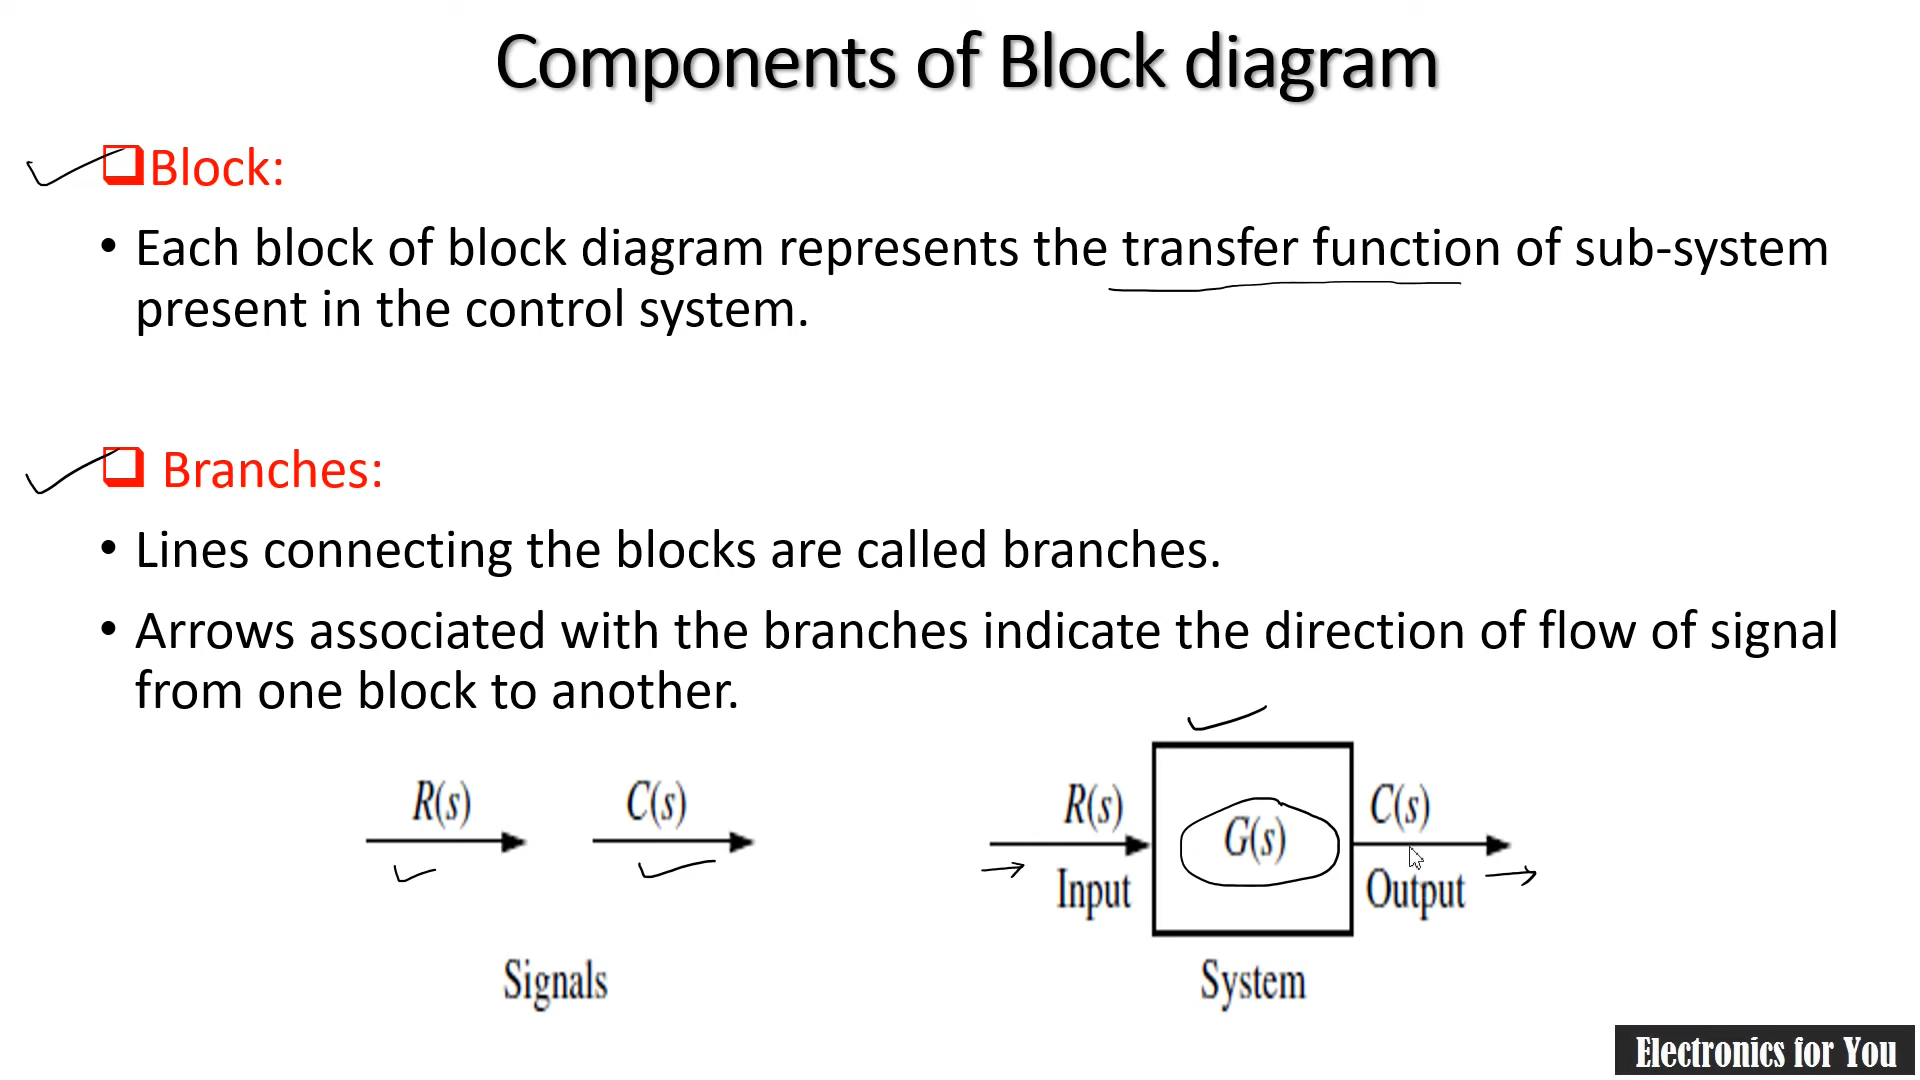 Components of Block diagram
Block:
• Each block of block diagram represents the transfer function of sub-system
present in the control system.
Branches:
• Lines connecting the blocks are called branches.
• Arrows associated with the branches indicate the direction of flow of signal
from one block to another.
R(s) C(s)
Signals
R(s) G(s) C(s)
Input Output
System
Electronics for You